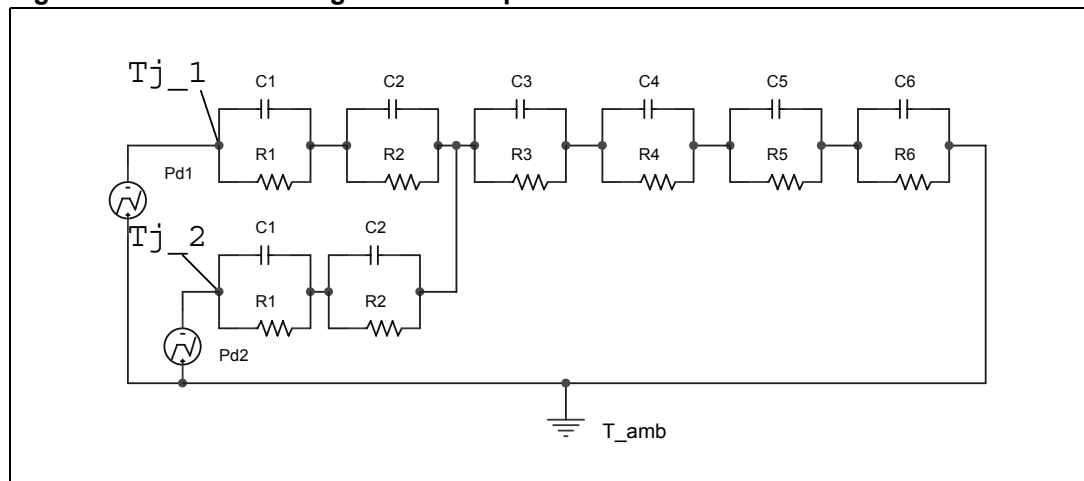 Tj_1
C1 C2 C3 C4 C5 C6
R1 R2 R3 R4 R5 R6
Pd1
Tj_2
C1 C2
R1 R2
Pd2
T_amb